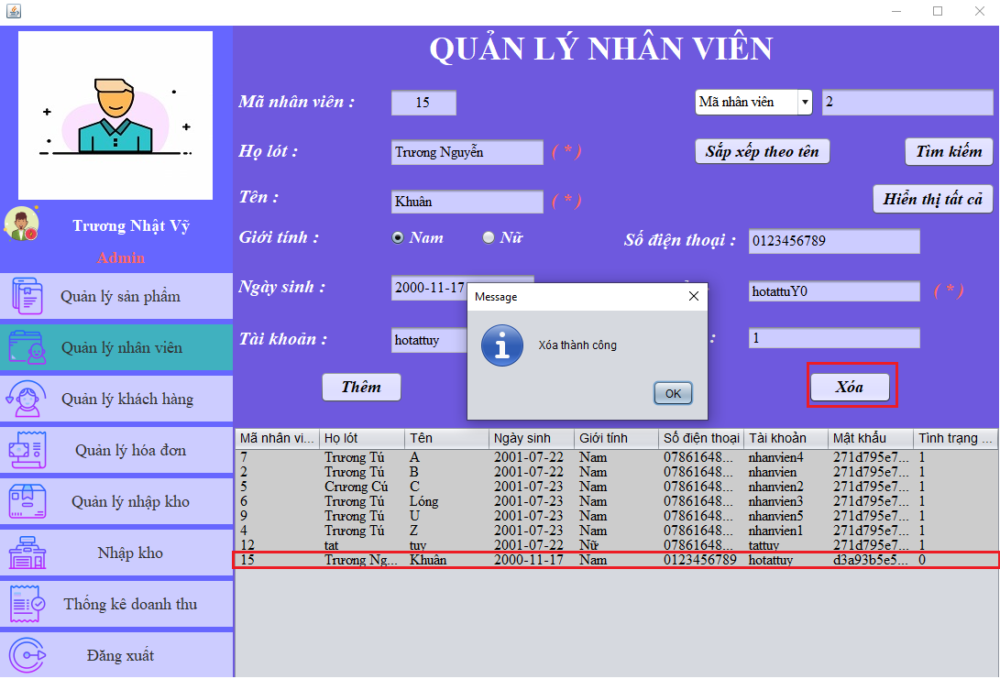 QUẢN LÝ NHÂN VIÊN
Mã nhân viên :
15
Mã nhân viên
2
Họ lót :
Trương Nguyễn
( * )
Sắp xếp theo tên
Tìm kiếm
Tên :
Khuân
( * )
Hiển thị tất cả
Trương Nhật Vỹ
Admin
Giới tính :
Nam
Nữ
Số điện thoại :
0123456789
Ngày sinh :
2000-11-17
hotattuY0
( * )
Tài khoản :
hotattuy
:
1
Message
Xóa thành công
OK
Thêm
Xóa
Quản lý sản phẩm
Quản lý nhân viên
Quản lý khách hàng
Quản lý hóa đơn
Quản lý nhập kho
Nhập kho
Thống kê doanh thu
Đăng xuất
Mã nhân vi... Họ lót Tên Ngày sinh Giới tính Số điện thoại Tài khoản Mật khẩu Tình trạng ...
7 Trương Tú A 2001-07-22 Nam 07861648... nhanvien4 271d795e7... 1
2 Trương Tú B 2001-07-22 Nam 07861648... nhanvien 271d795e7... 1
5 Crương Cú C 2001-07-23 Nam 07861648... nhanvien2 271d795e7... 1
6 Trương Tú Lóng 2001-07-23 Nam 07861648... nhanvien3 271d795e7... 1
9 Trương Tú U 2001-07-23 Nam 07861648... nhanvien5 271d795e7... 1
4 Trương Tú Z 2001-07-23 Nam 07861648... nhanvien1 271d795e7... 1
12 tat tuy 2001-07-22 Nữ 07861648... tattuy 271d795e7... 1
15 Trương Ng... Khuân 2000-11-17 Nam 0123456789 hotattuy d3a93b5e5... 0